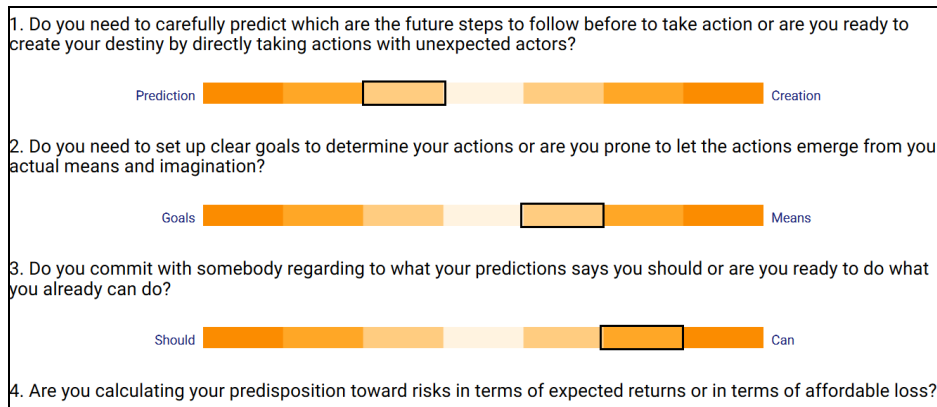 1. Do you need to carefully predict which are the future steps to follow before to take action or are you ready to
create your destiny by directly taking actions with unexpected actors?
Prediction Creation
2. Do you need to set up clear goals to determine your actions or are you prone to let the actions emerge from you
actual means and imagination?
Goals Means
3. Do you commit with somebody regarding to what your predictions says you should or are you ready to do what
you already can do?
Should Can
4. Are you calculating your predisposition toward risks in terms of expected returns or in terms of affordable loss?